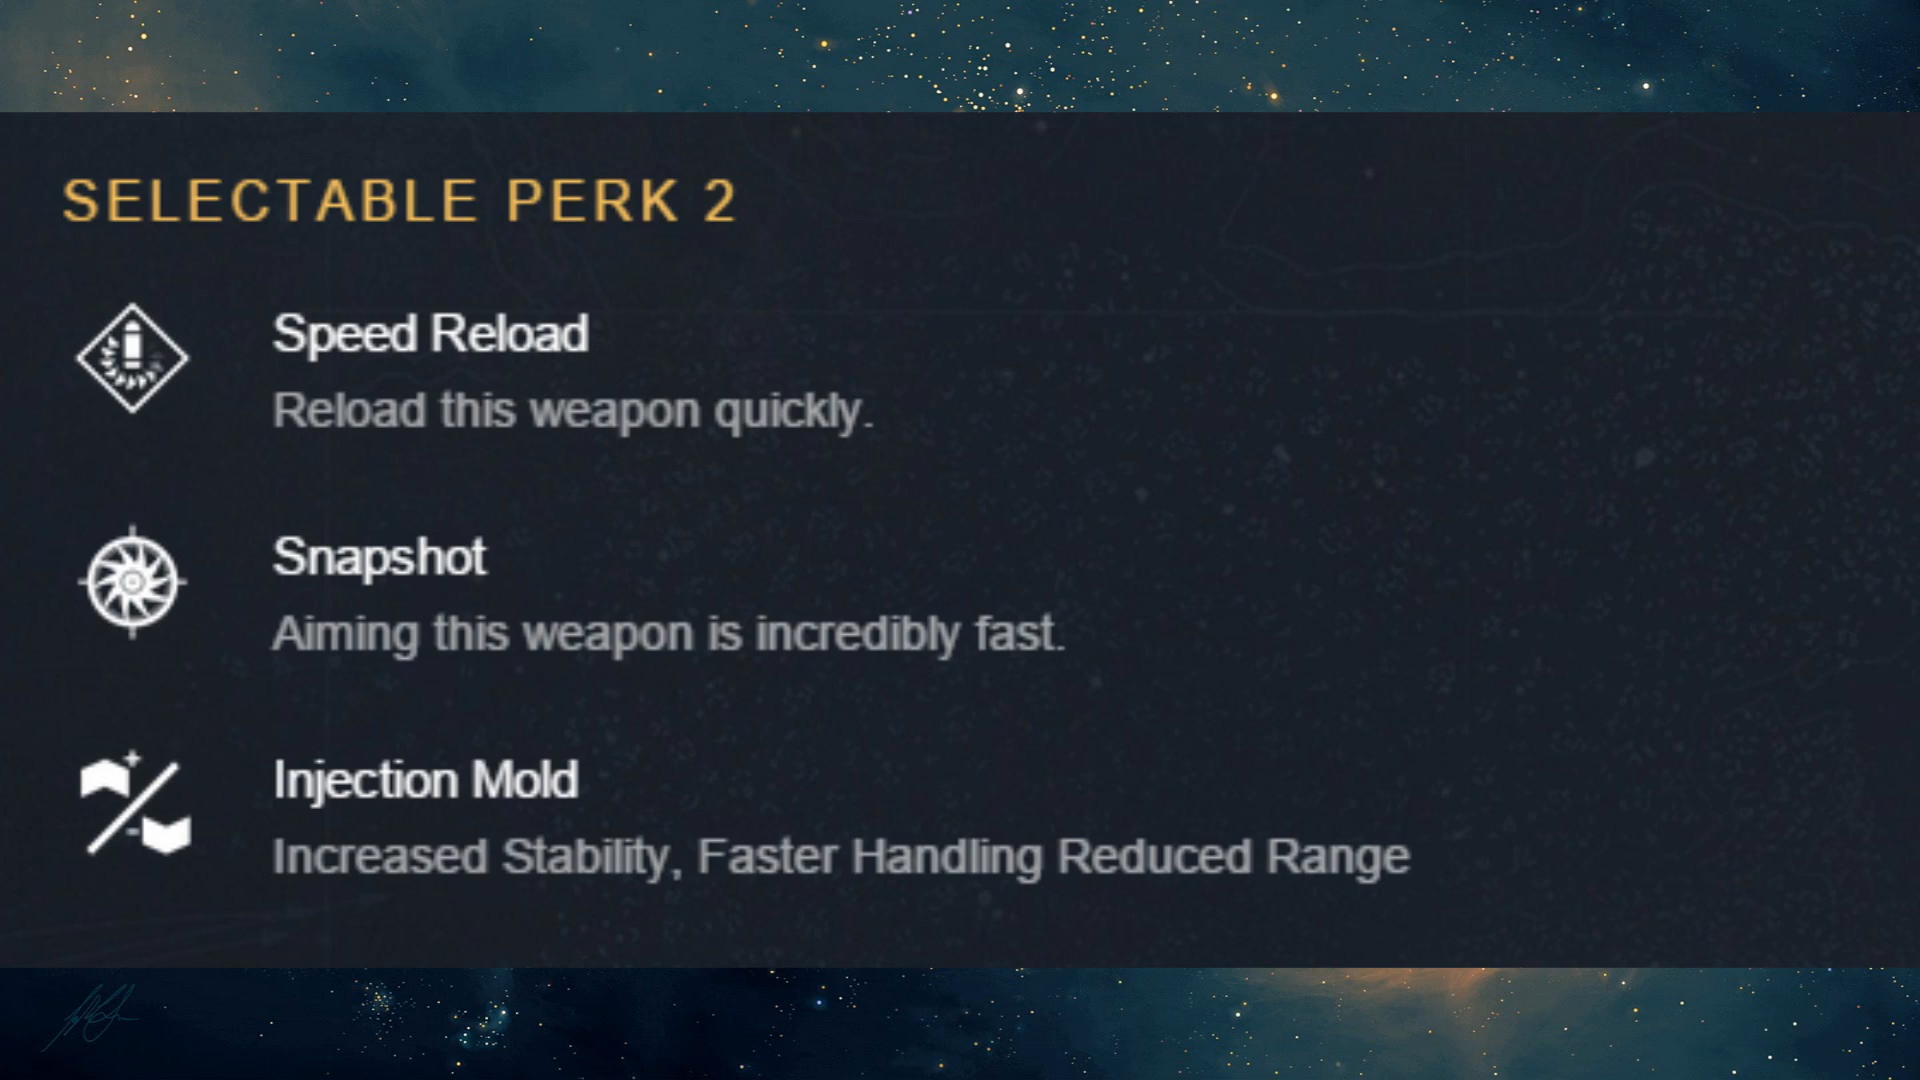 SELECTABLE PERK 2
Speed Reload
Reload this weapon quickly.
Snapshot
Aiming this weapon is incredibly fast.
Injection Mold
Increased Stability, Faster Handling Reduced Range